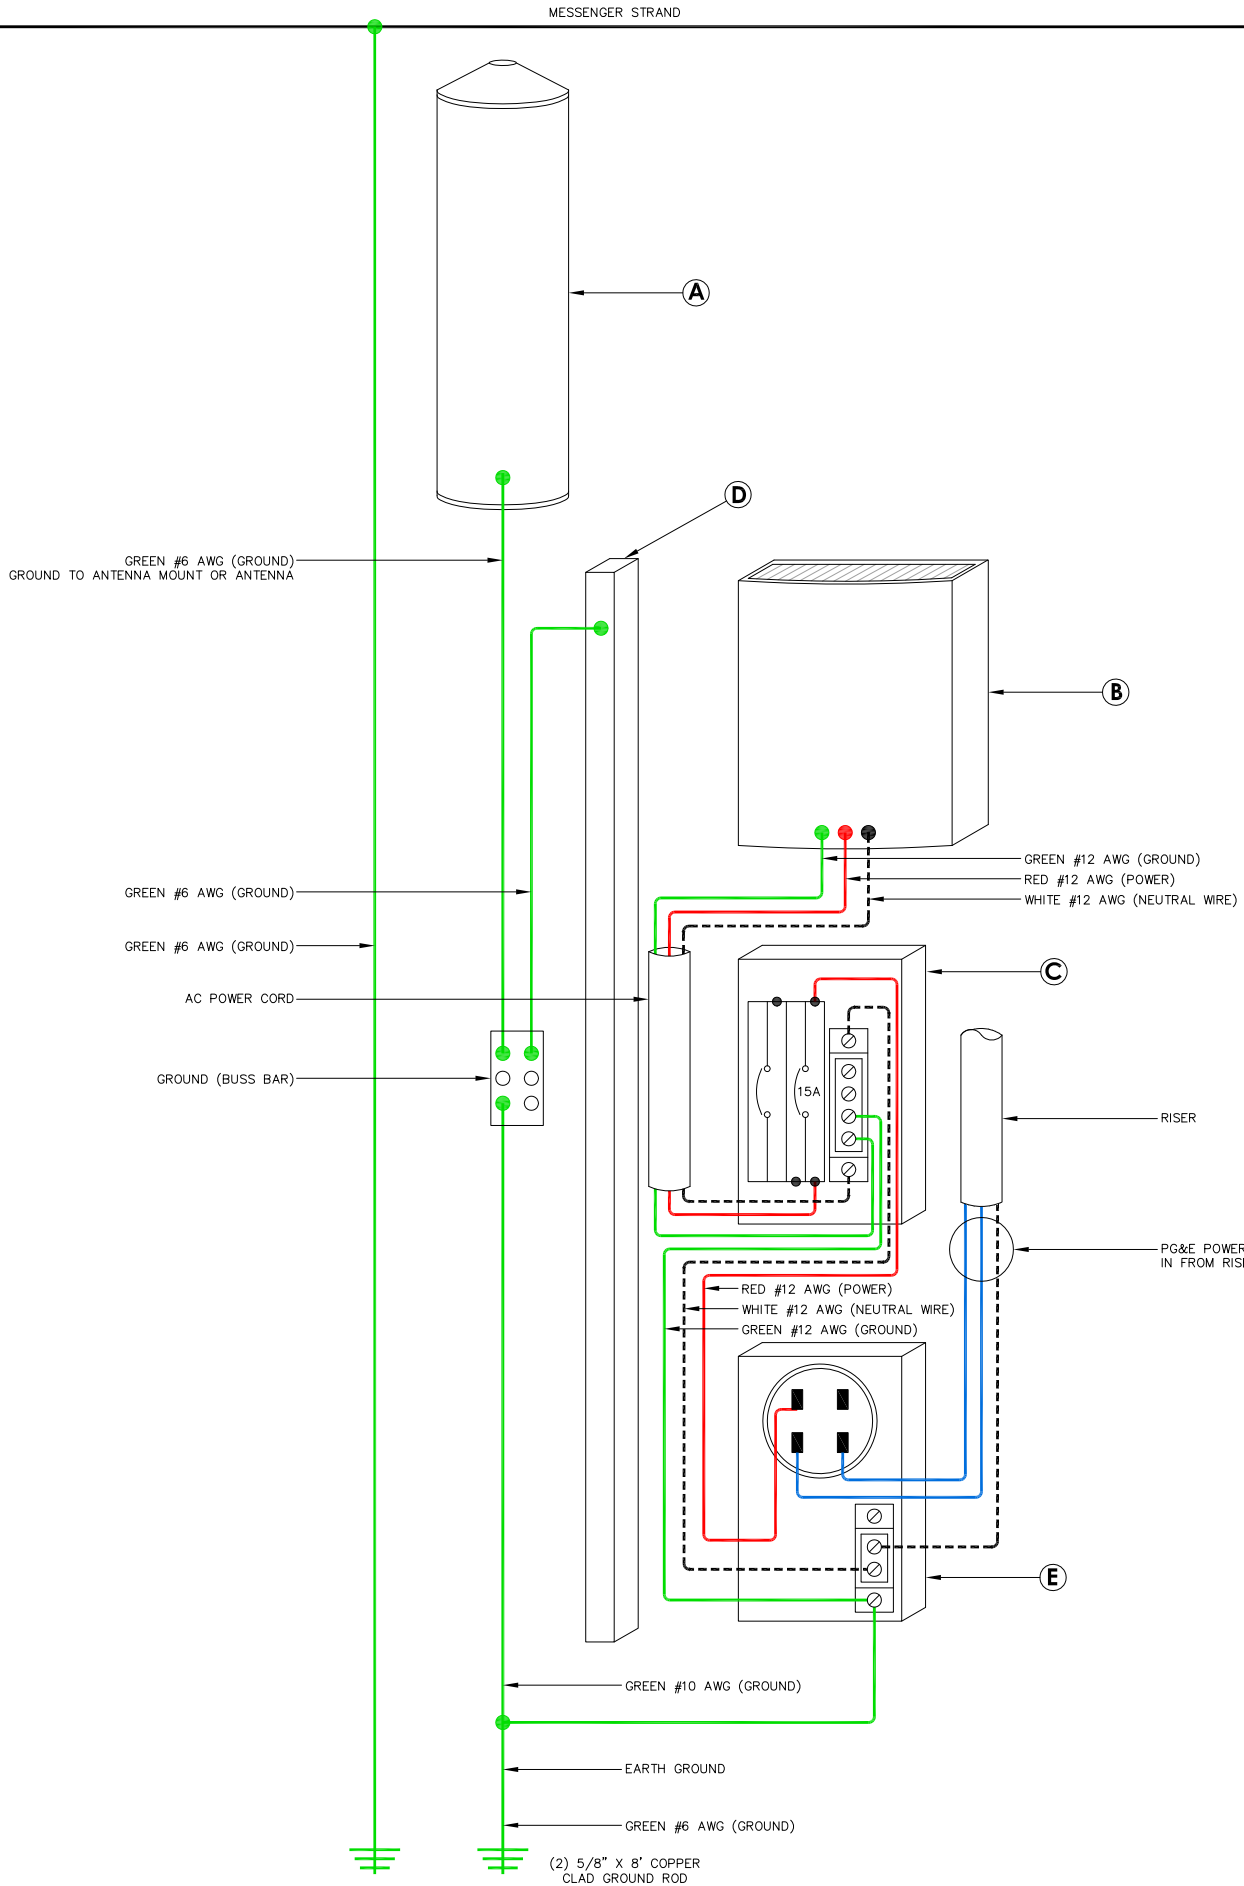 MESSENGER STRAND
A
D
GREEN #6 AWG (GROUND)
GROUND TO ANTENNA MOUNT OR ANTENNA
B
GREEN #12 AWG (GROUND)
RED #12 AWG (POWER)
WHITE #12 AWG (NEUTRAL WIRE)
GREEN #6 AWG (GROUND)
GREEN #6 AWG (GROUND)
C
AC POWER CORD
GROUND (BUSS BAR)
15A
RISER
PG&E POWER
IN FROM RIS
RED #12 AWG (POWER)
WHITE #12 AWG (NEUTRAL WIRE)
GREEN #12 AWG (GROUND)
E
GREEN #10 AWG (GROUND)
EARTH GROUND
GREEN #6 AWG (GROUND)
(2) 5/8" X 8' COPPER
CLAD GROUND ROD